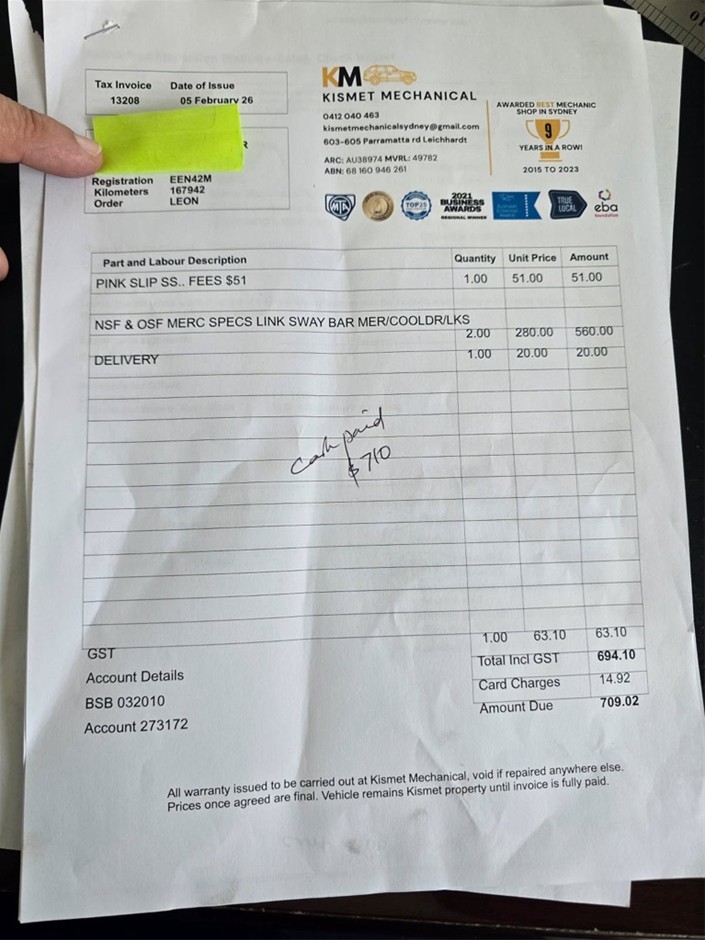 Tax Invoice Date of Issue
13208 05 February 26
R
Registration EEN42M
Kilometers 167942
Order LEON
KM
KISMET MECHANICAL
0412 040 463
kismetmechanicalsydney@gmail.com
603-605 Parramatta rd Leichhardt
ARC: AU38974 MVRL: 49782
ABN: 68 160 946 261
AWARDED BEST MECHANIC
SHOP IN SYDNEY
9
YEARS IN A ROW!
2015 TO 2023
MTA
TOP25
2021
BUSINESS
AWARDS
REGIONAL WINNER
TRUE
LOCAL
eba
foundation
Part and Labour Description Quantity Unit Price Amount
PINK SLIP SS.. FEES $51 1.00 51.00 51.00
NSF & OSF MERC SPECS LINK SWAY BAR MER/COOLDR/LKS
2.00 280.00 560.00
DELIVERY 1.00 20.00 20.00
Cash paid
$710
GST 1.00 63.10 63.10
Total Incl GST 694.10
Account Details
Card Charges 14.92
BSB 032010
Amount Due 709.02
Account 273172
All warranty issued to be carried out at Kismet Mechanical, void if repaired anywhere else.
Prices once agreed are final. Vehicle remains Kismet property until invoice is fully paid.